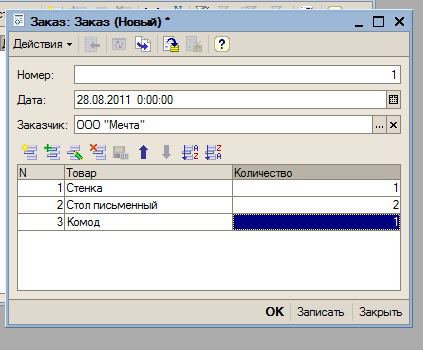 Заказ: Заказ (Новый) *
Действия
Номер: 1
Дата: 28.08.2011 0:00:00
Заказчик: ООО "Мечта" ... ×
N Товар Количество
1 Стенка 1
2 Стол письменный 2
3 Комод 1
OK Записать Закрыть